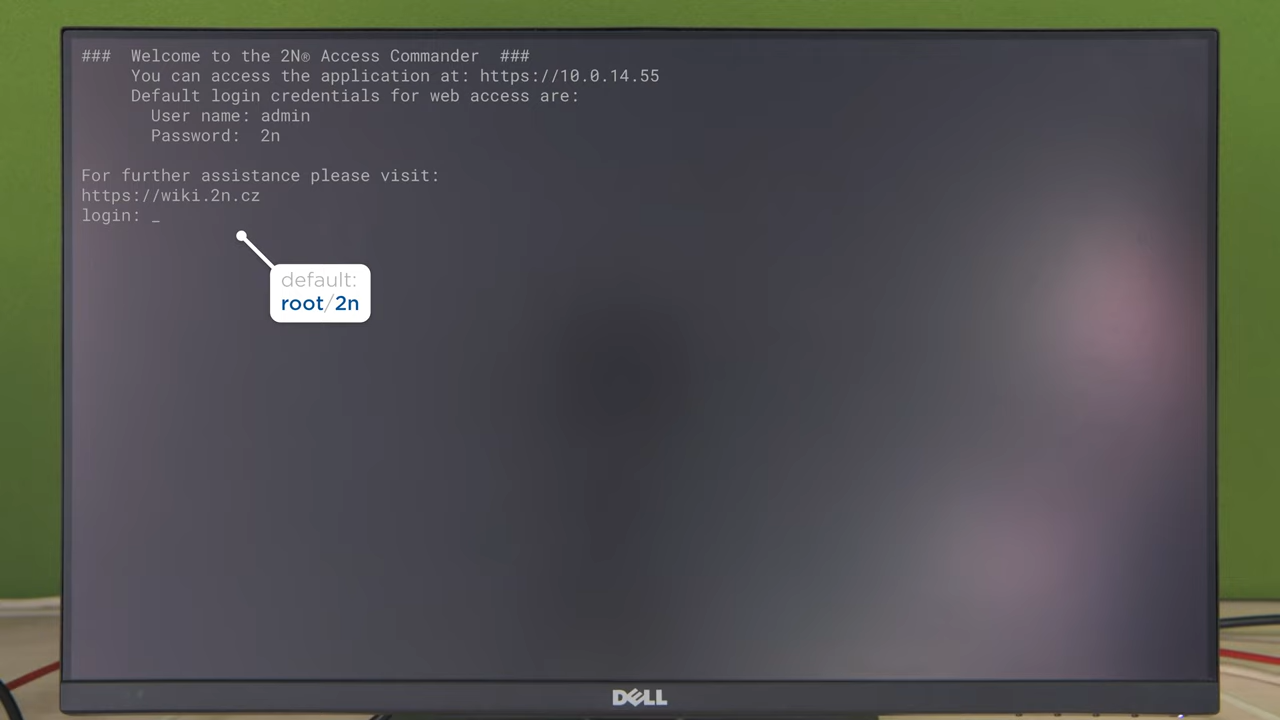 ### Welcome to the 2N® Access Commander ###
You can access the application at: https://10.0.14.55
Default login credentials for web access are:
User name: admin
Password: 2n
For further assistance please visit:
https://wiki.2n.cz
login: _
default:
root/2n
DELL